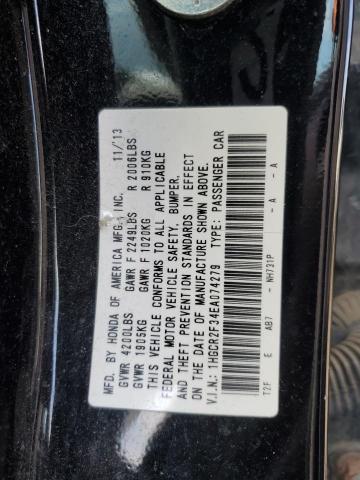 MFD. BY HONDA OF AMERICA MFG., INC. 11/13
GVWR 4200LBS GAWR F 2249LBS R 2006LBS
GVWR 1905KG GAWR F 1020KG R 910KG
THIS VEHICLE CONFORMS TO ALL APPLICABLE
FEDERAL MOTOR VEHICLE SAFETY, BUMPER,
AND THEFT PREVENTION STANDARDS IN EFFECT
ON THE DATE OF MANUFACTURE SHOWN ABOVE.
V.I.N.: 1HGCR2F34EA074279 TYPE: PASSENGER CAR
T2F E AB7 - NH731P - A - A